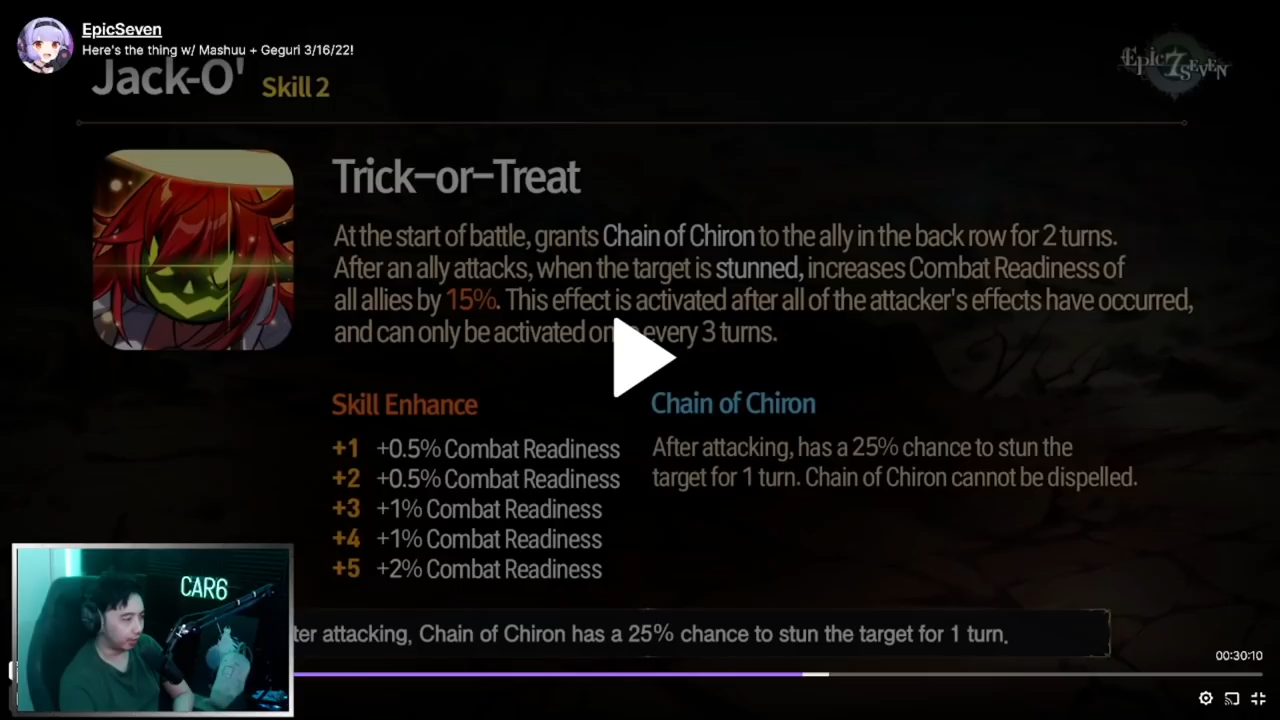 EpicSeven
Here's the thing w/ Mashuu + Geguri 3/16/22!
Jack-O' Skill 2
Epic7 SEVEN
Trick-or-Treat
At the start of battle, grants Chain of Chiron to the ally in the back row for 2 turns.
After an ally attacks, when the target is stunned, increases Combat Readiness of
all allies by 15%. This effect is activated after all of the attacker's effects have occurred,
and can only be activated every 3 turns.
Skill Enhance
+1 +0.5% Combat Readiness
+2 +0.5% Combat Readiness
+3 +1% Combat Readiness
+4 +1% Combat Readiness
+5 +2% Combat Readiness
Chain of Chiron
After attacking, has a 25% chance to stun the
target for 1 turn. Chain of Chiron cannot be dispelled.
CAR6
ter attacking, Chain of Chiron has a 25% chance to stun the target for 1 turn.
00:30:10